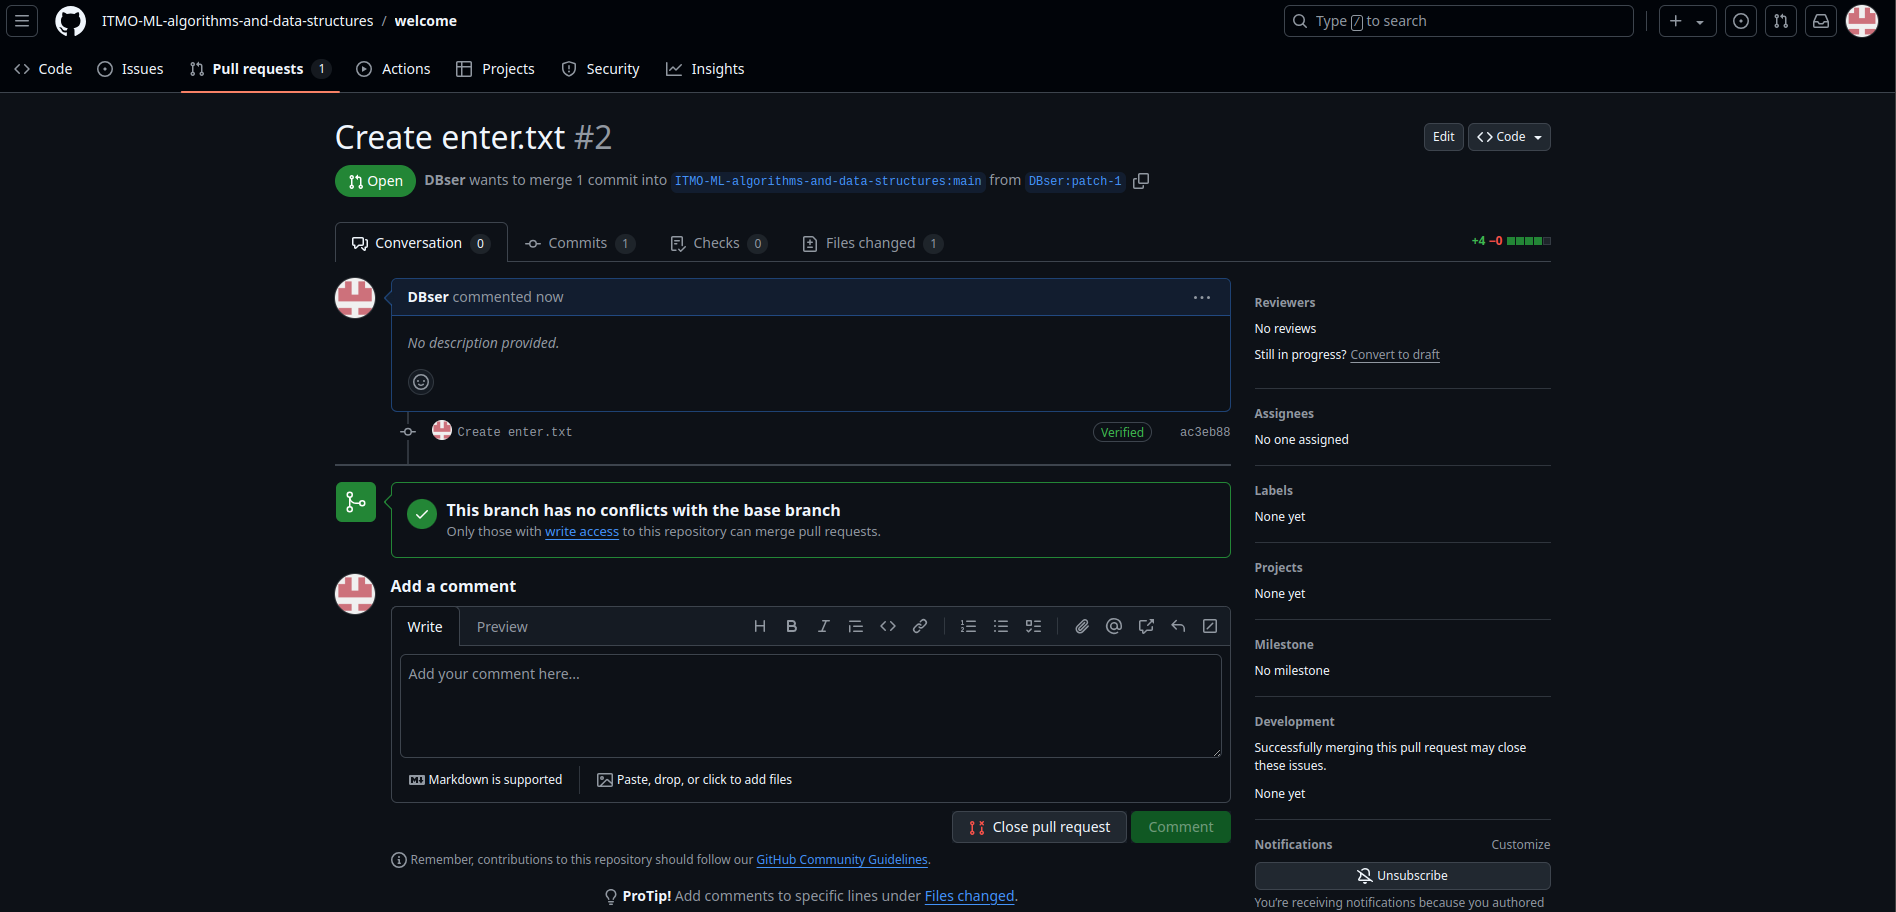 ITMO-ML-algorithms-and-data-structures / welcome
Type / to search
Code
Issues
Pull requests 1
Actions
Projects
Security
Insights
Create enter.txt #2
Edit
Code
Open
DBser wants to merge 1 commit into ITMO-ML-algorithms-and-data-structures:main from DBser:patch-1
Conversation 0
Commits 1
Checks 0
Files changed 1
+4 −0
DBser commented now
No description provided.
Create enter.txt
Verified
ac3eb88
This branch has no conflicts with the base branch
Only those with write access to this repository can merge pull requests.
Add a comment
Write
Preview
Add your comment here...
Markdown is supported
Paste, drop, or click to add files
Close pull request
Comment
Remember, contributions to this repository should follow our GitHub Community Guidelines.
ProTip! Add comments to specific lines under Files changed.
Reviewers
No reviews
Still in progress? Convert to draft
Assignees
No one assigned
Labels
None yet
Projects
None yet
Milestone
No milestone
Development
Successfully merging this pull request may close
these issues.
None yet
Notifications
Customize
Unsubscribe
You’re receiving notifications because you authored